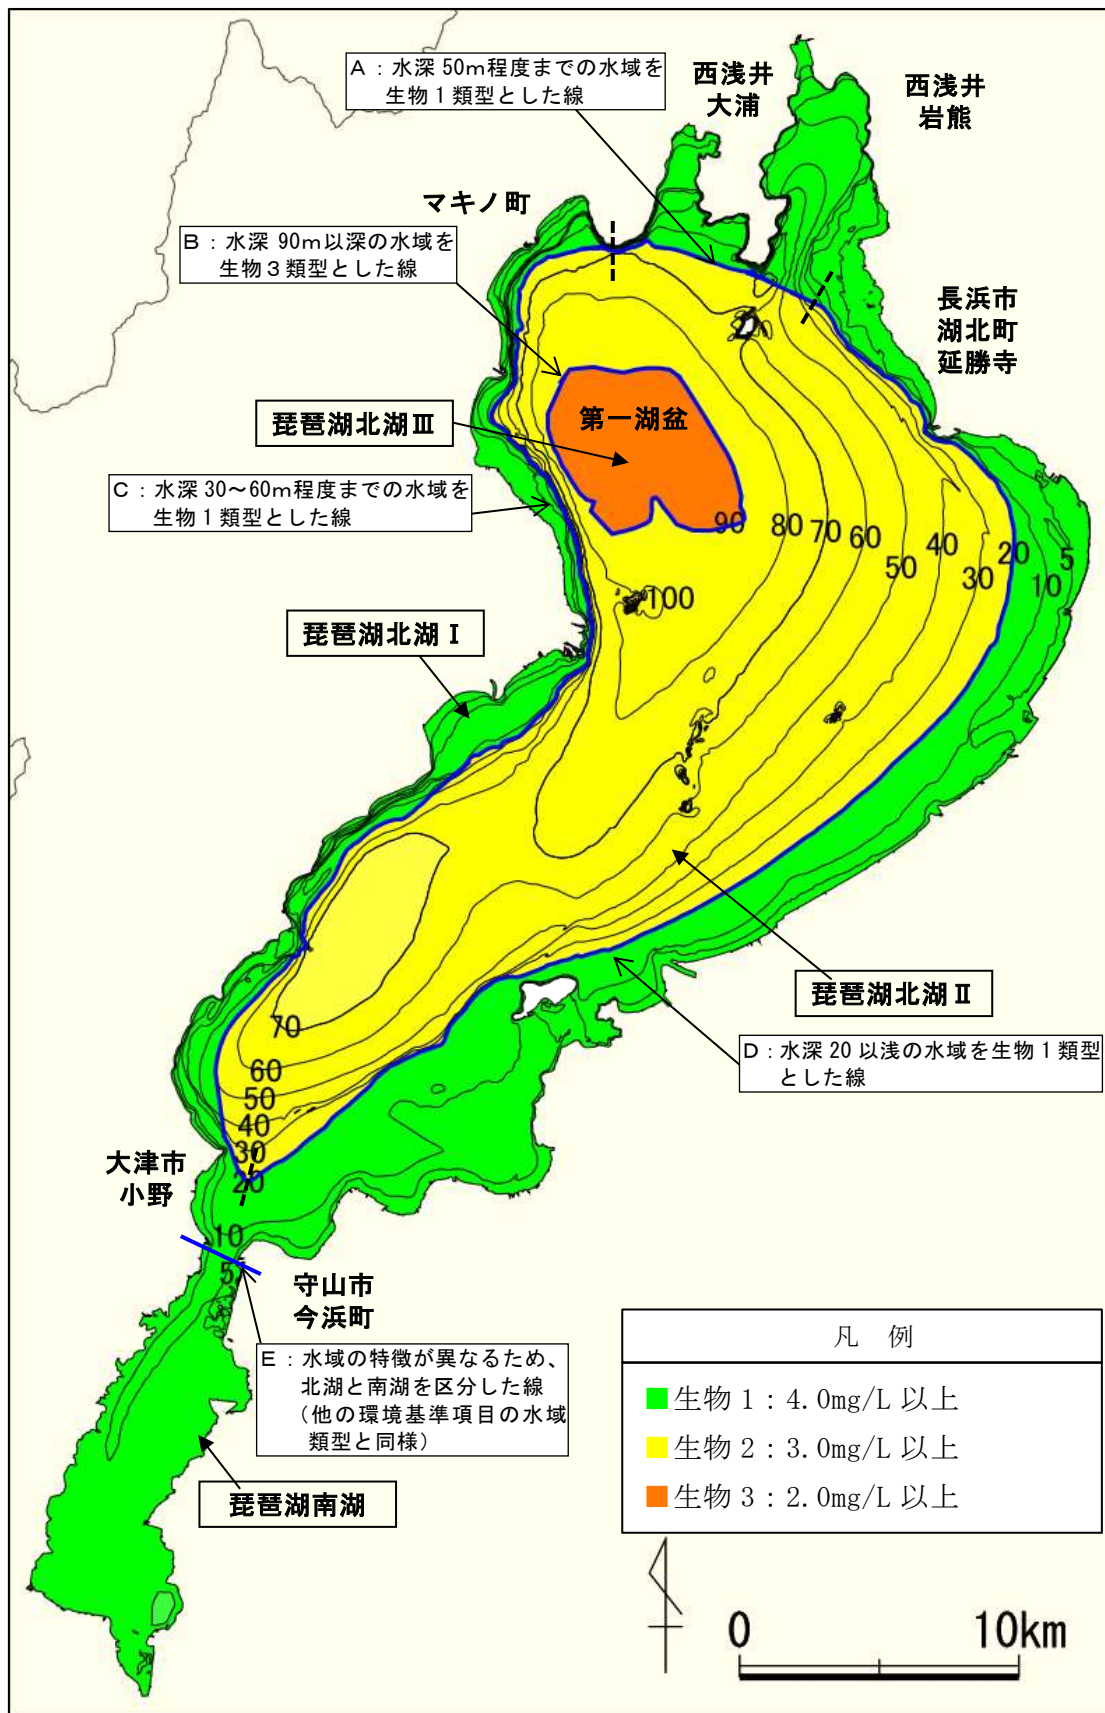 A：水深 50m程度までの水域を
生物１類型とした線
西浅井
大浦
西浅井
岩熊
マキノ町
B：水深 90m以深の水域を
生物３類型とした線
長浜市
湖北町
延勝寺
琵琶湖北湖Ⅲ
第一湖盆
C：水深 30～60m程度までの水域を
生物１類型とした線
90
80
70
60
50
40
30
20
10
5
100
琵琶湖北湖Ⅰ
琵琶湖北湖Ⅱ
D：水深 20 以浅の水域を生物１類型
とした線
70
60
50
40
30
20
10
5
大津市
小野
守山市
今浜町
E：水域の特徴が異なるため、
北湖と南湖を区分した線
（他の環境基準項目の水域
類型と同様）
琵琶湖南湖
凡 例
生物 1：4.0mg/L 以上
生物 2：3.0mg/L 以上
生物 3：2.0mg/L 以上
0 10km